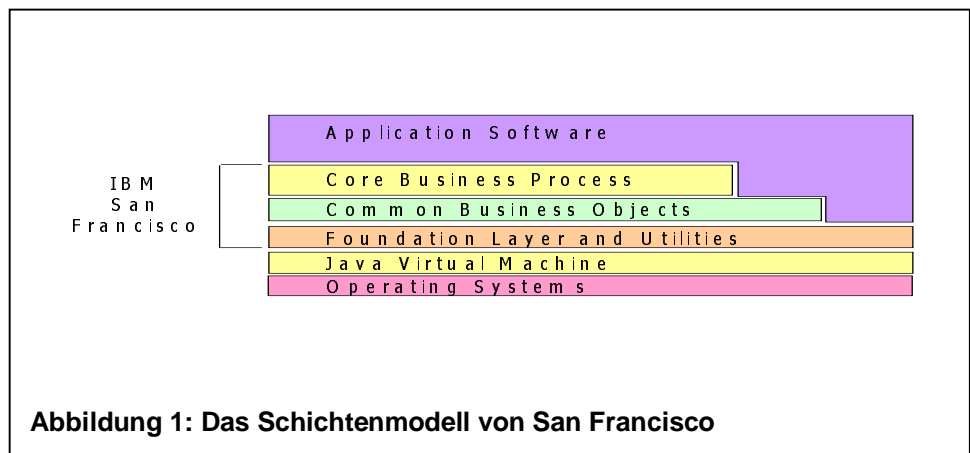 Application Software
IBM
San
Francisco
Core Business Process
Common Business Objects
Foundation Layer and Utilities
Java Virtual Machine
Operating Systems
Abbildung 1: Das Schichtenmodell von San Francisco